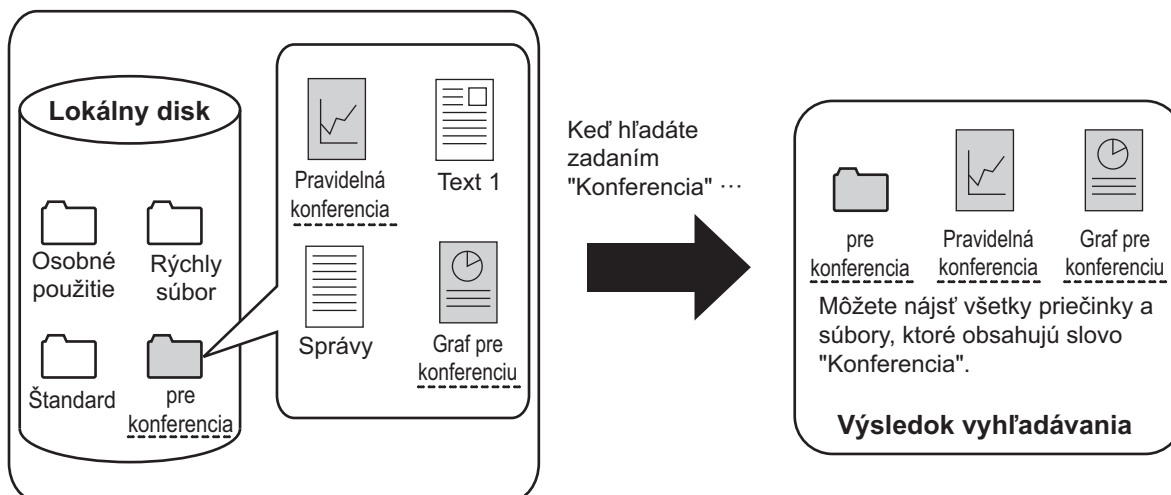 Lokálny disk
Osobné
použitie
Rýchly
súbor
Štandard
pre
konferencia
Pravidelná
konferencia
Text 1
Správy
Graf pre
konferenciu
Keď hľadáte
zadaním
"Konferencia" ···
pre
konferencia
Pravidelná
konferencia
Graf pre
konferenciu
Môžete nájsť všetky priečinky a
súbory, ktoré obsahujú slovo
"Konferencia".
Výsledok vyhľadávania